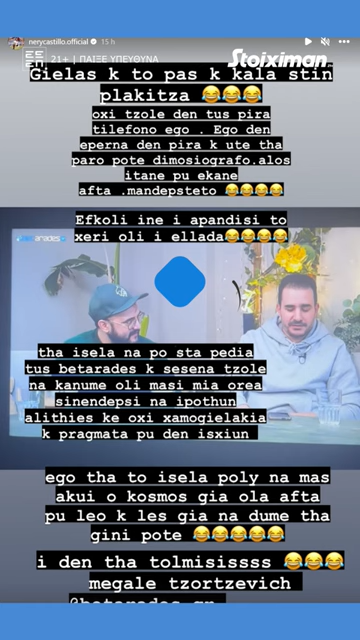 nerycastillo.official 15 h
21+ | ΠΑΙΞΕ ΥΠΕΥΘΥΝΑ
Stoiximan
Gielas k to pas k kala stin
plakitza 😂😂😂
oxi tzole den tus pira
tilefono ego . Ego den
eperna den pira k ute tha
paro pote dimosiografo.alos
itane pu ekane
afta .mandepsteto 😂😂😂😂
Efkoli ine i apandisi to
xeri oli i ellada😂😂😂😂
tha isela na po sta pedia
tus betarades k sesena tzole
na kanume oli masi mia orea
sinendepsi na ipothun
alithies ke oxi xamogielakia
k pragmata pu den isxiun
ego tha to isela poly na mas
akui o kosmos gia ola afta
pu leo k les gia na dume tha
gini pote 😂😂😂😂😂
i den tha tolmisissss 😂😂😂
megale tzortzevich